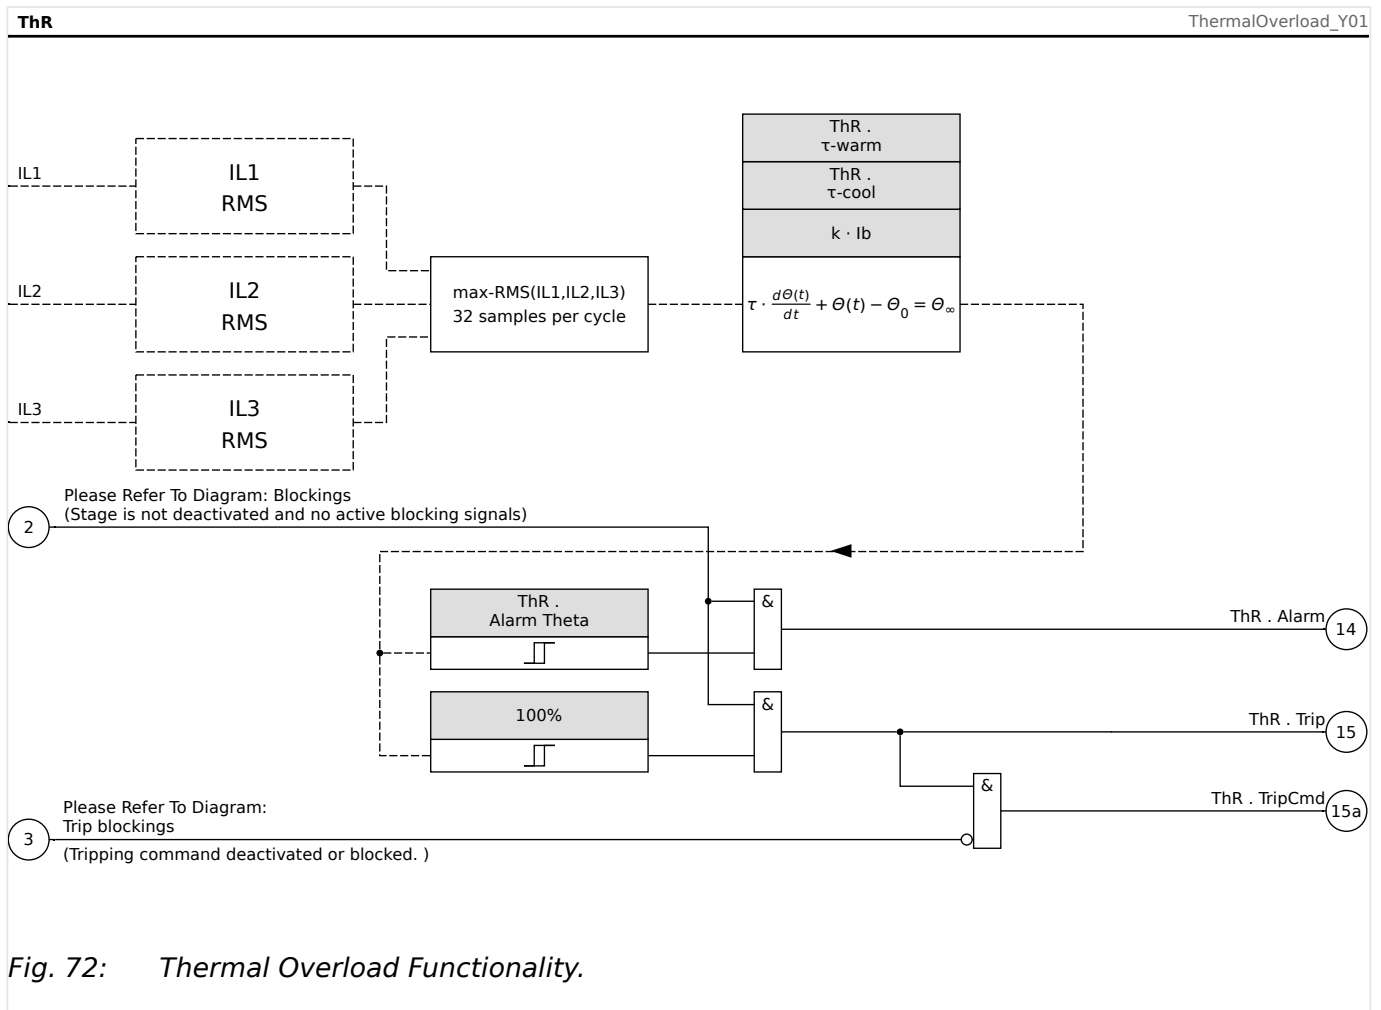 ThR
ThermalOverload_Y01
ThR .
τ-warm
ThR .
τ-cool
k · Ib
IL1
IL1
RMS
IL2
IL2
RMS
max-RMS(IL1,IL2,IL3)
32 samples per cycle
τ · dΘ(t)/dt + Θ(t) − Θ₀ = Θ∞
IL3
IL3
RMS
Please Refer To Diagram: Blockings
(Stage is not deactivated and no active blocking signals)
2
ThR .
Alarm Theta
&
ThR . Alarm
14
100%
&
ThR . Trip
15
&
ThR . TripCmd
15a
Please Refer To Diagram:
Trip blockings
3
(Tripping command deactivated or blocked. )
Fig. 72: Thermal Overload Functionality.